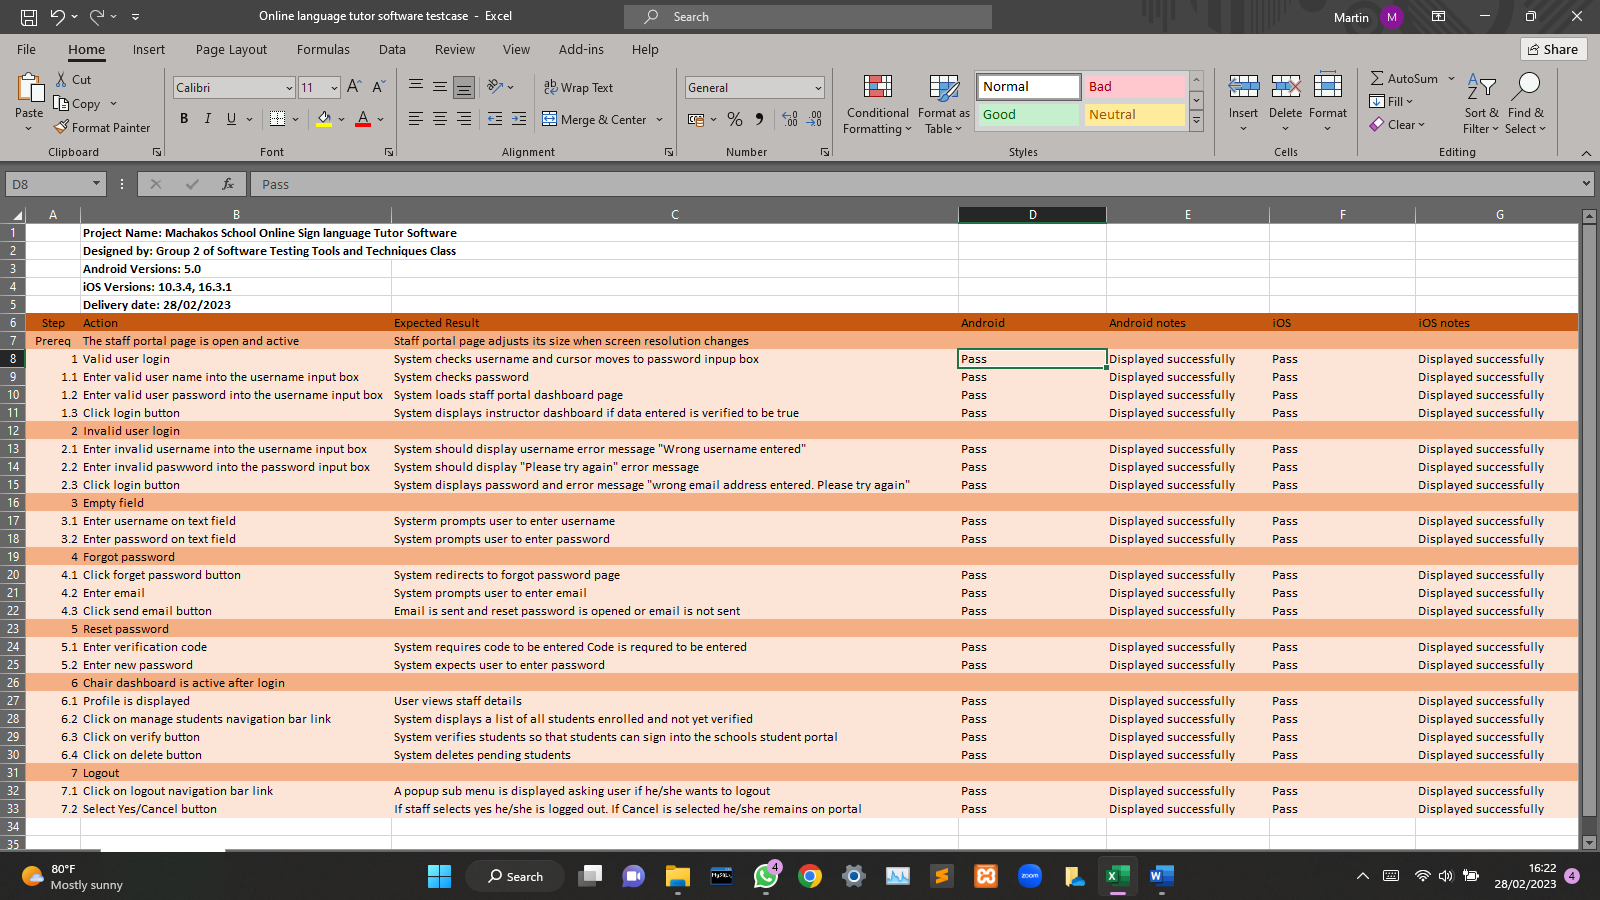 Online language tutor software testcase - Excel
Search
Martin M
File Home Insert Page Layout Formulas Data Review View Add-ins Help Share
Paste
Cut
Copy
Format Painter
Clipboard
Calibri 11
B I U
Font
Wrap Text
Merge & Center
Alignment
General
Number
Conditional Formatting
Format as Table
Normal Bad
Good Neutral
Styles
Insert Delete Format
Cells
AutoSum
Fill
Clear
Sort & Filter
Find & Select
Editing
D8 fx Pass
A B C D E F G
1 Project Name: Machakos School Online Sign language Tutor Software
2 Designed by: Group 2 of Software Testing Tools and Techniques Class
3 Android Versions: 5.0
4 iOS Versions: 10.3.4, 16.3.1
5 Delivery date: 28/02/2023
6 Step Action Expected Result Android Android notes iOS iOS notes
7 Prereq The staff portal page is open and active Staff portal page adjusts its size when screen resolution changes
8 1 Valid user login System checks username and cursor moves to password inpup box Pass Displayed successfully Pass Displayed successfully
9 1.1 Enter valid user name into the username input box System checks password Pass Displayed successfully Pass Displayed successfully
10 1.2 Enter valid user password into the username input box System loads staff portal dashboard page Pass Displayed successfully Pass Displayed successfully
11 1.3 Click login button System displays instructor dashboard if data entered is verified to be true Pass Displayed successfully Pass Displayed successfully
12 2 Invalid user login
13 2.1 Enter invalid username into the username input box System should display username error message "Wrong username entered" Pass Displayed successfully Pass Displayed successfully
14 2.2 Enter invalid paswword into the password input box System should display "Please try again" error message Pass Displayed successfully Pass Displayed successfully
15 2.3 Click login button System displays password and error message "wrong email address entered. Please try again" Pass Displayed successfully Pass Displayed successfully
16 3 Empty field
17 3.1 Enter username on text field Systerm prompts user to enter username Pass Displayed successfully Pass Displayed successfully
18 3.2 Enter password on text field System prompts user to enter password Pass Displayed successfully Pass Displayed successfully
19 4 Forgot password
20 4.1 Click forget password button System redirects to forgot password page Pass Displayed successfully Pass Displayed successfully
21 4.2 Enter email System prompts user to enter email Pass Displayed successfully Pass Displayed successfully
22 4.3 Click send email button Email is sent and reset password is opened or email is not sent Pass Displayed successfully Pass Displayed successfully
23 5 Reset password
24 5.1 Enter verification code System requires code to be entered Code is requred to be entered Pass Displayed successfully Pass Displayed successfully
25 5.2 Enter new password System expects user to enter password Pass Displayed successfully Pass Displayed successfully
26 6 Chair dashboard is active after login
27 6.1 Profile is displayed User views staff details Pass Displayed successfully Pass Displayed successfully
28 6.2 Click on manage students navigation bar link System displays a list of all students enrolled and not yet verified Pass Displayed successfully Pass Displayed successfully
29 6.3 Click on verify button System verifies students so that students can sign into the schools student portal Pass Displayed successfully Pass Displayed successfully
30 6.4 Click on delete button System deletes pending students Pass Displayed successfully Pass Displayed successfully
31 7 Logout
32 7.1 Click on logout navigation bar link A popup sub menu is displayed asking user if he/she wants to logout Pass Displayed successfully Pass Displayed successfully
33 7.2 Select Yes/Cancel button If staff selects yes he/she is logged out. If Cancel is selected he/she remains on portal Pass Displayed successfully Pass Displayed successfully
34
35
80°F
Mostly sunny
Search
4
zoom
16:22
28/02/2023
4